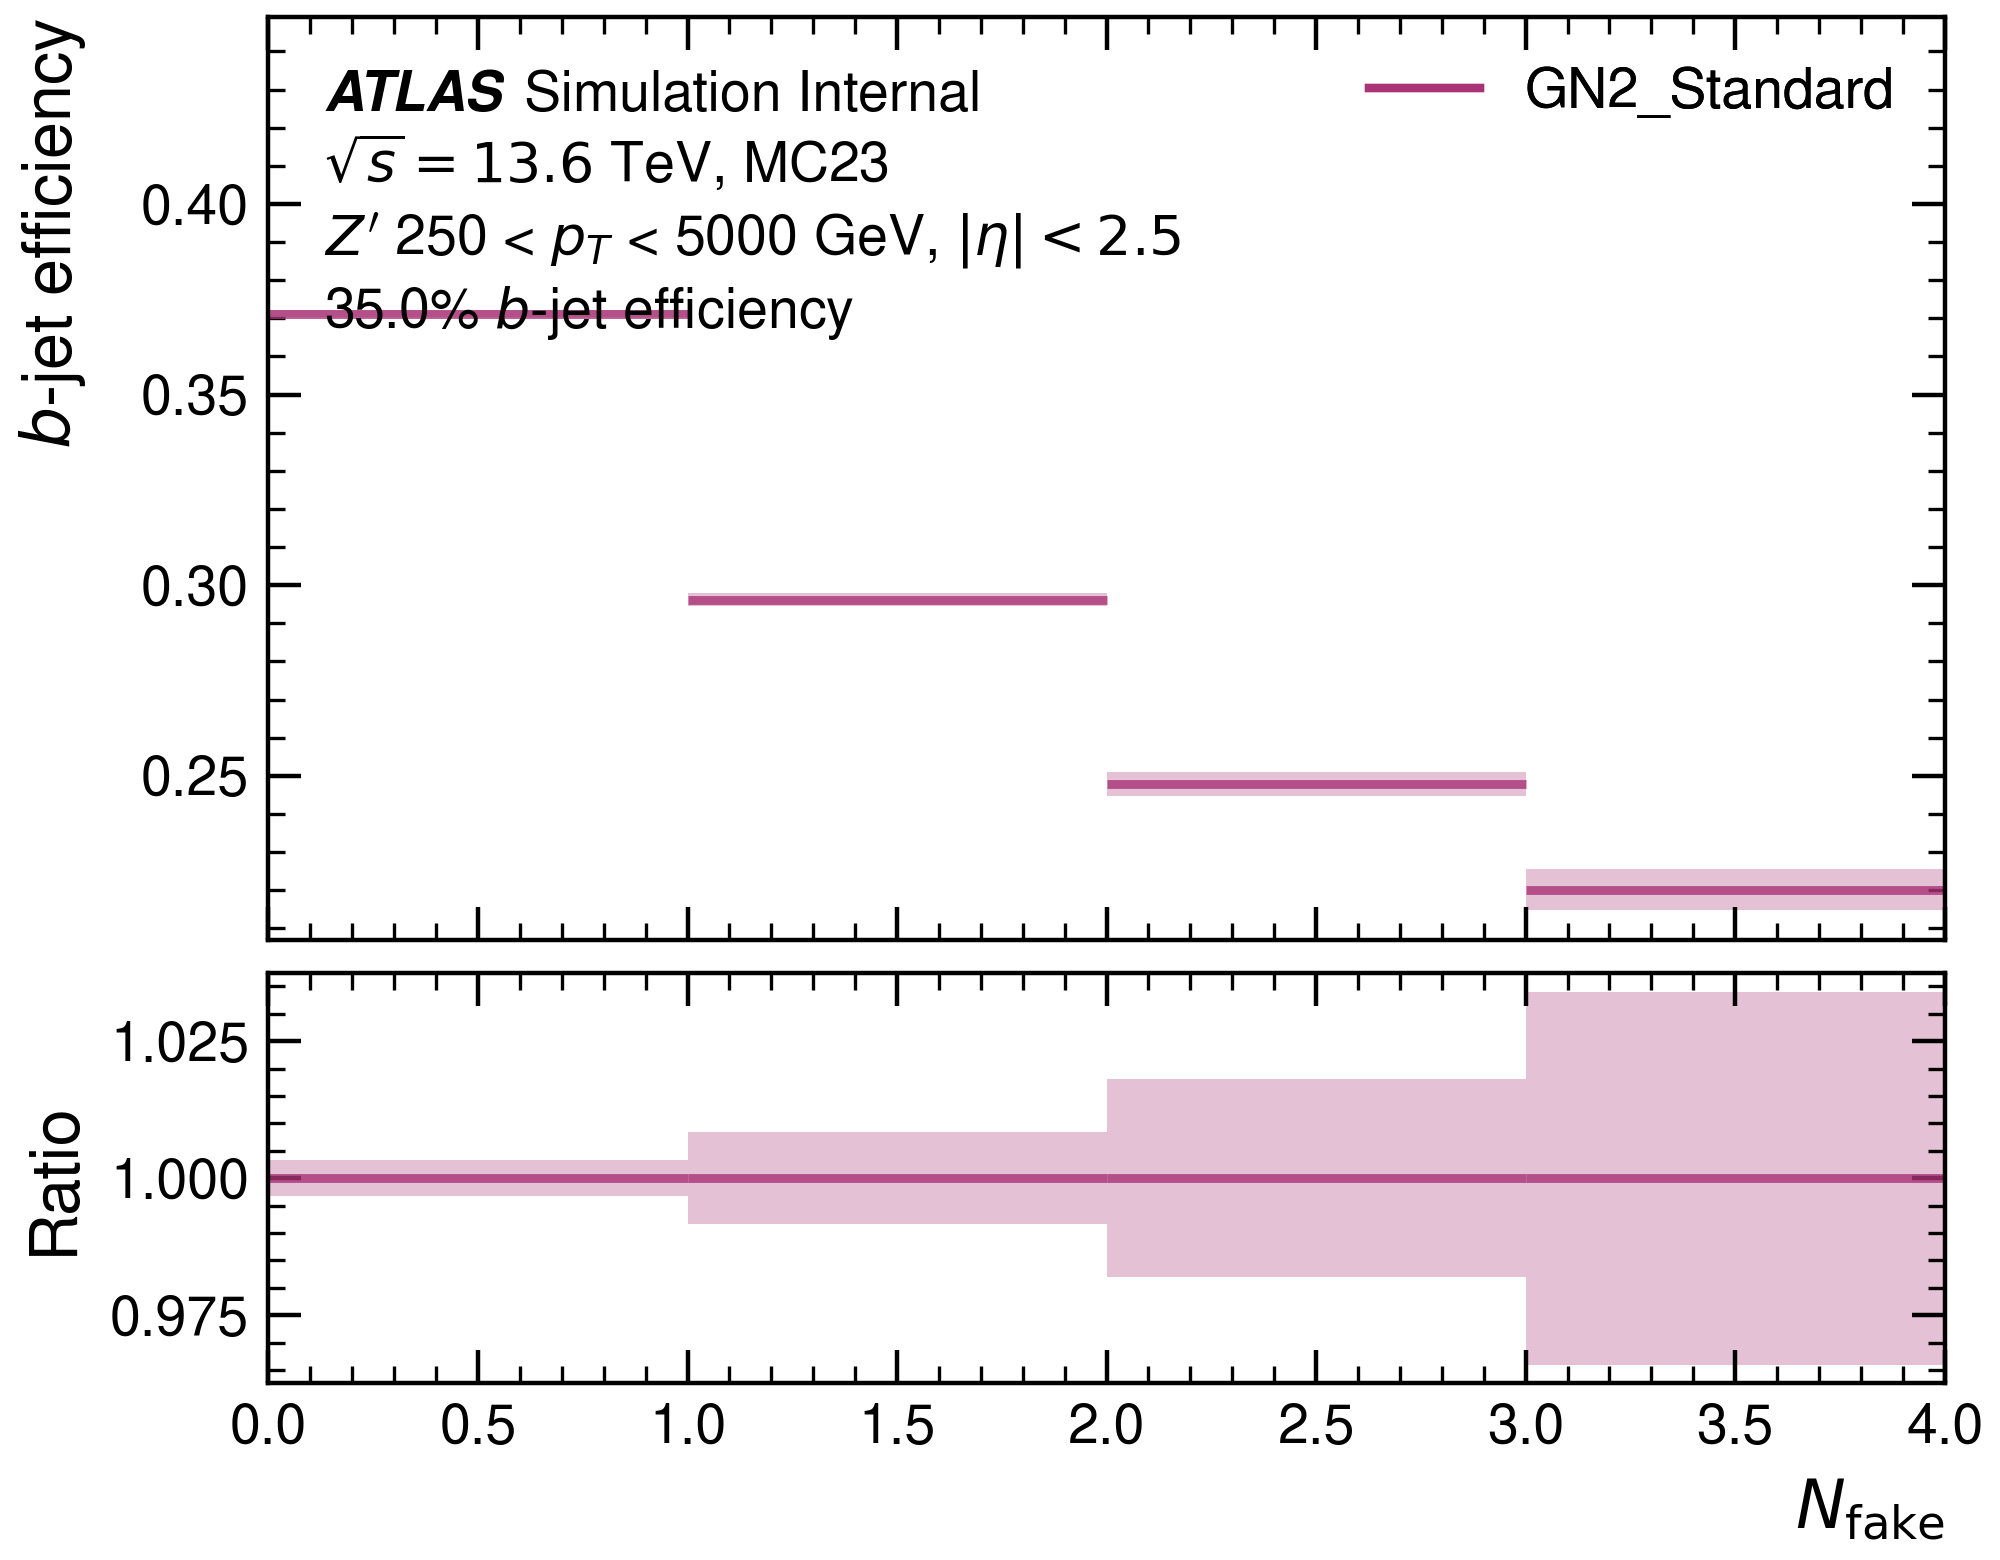 b-jet efficiency
ATLAS Simulation Internal
√s = 13.6 TeV, MC23
Z′ 250 < p_T < 5000 GeV, |η| < 2.5
35.0% b-jet efficiency
GN2_Standard
0.40
0.35
0.30
0.25
Ratio
1.025
1.000
0.975
0.0 0.5 1.0 1.5 2.0 2.5 3.0 3.5 4.0
N_fake